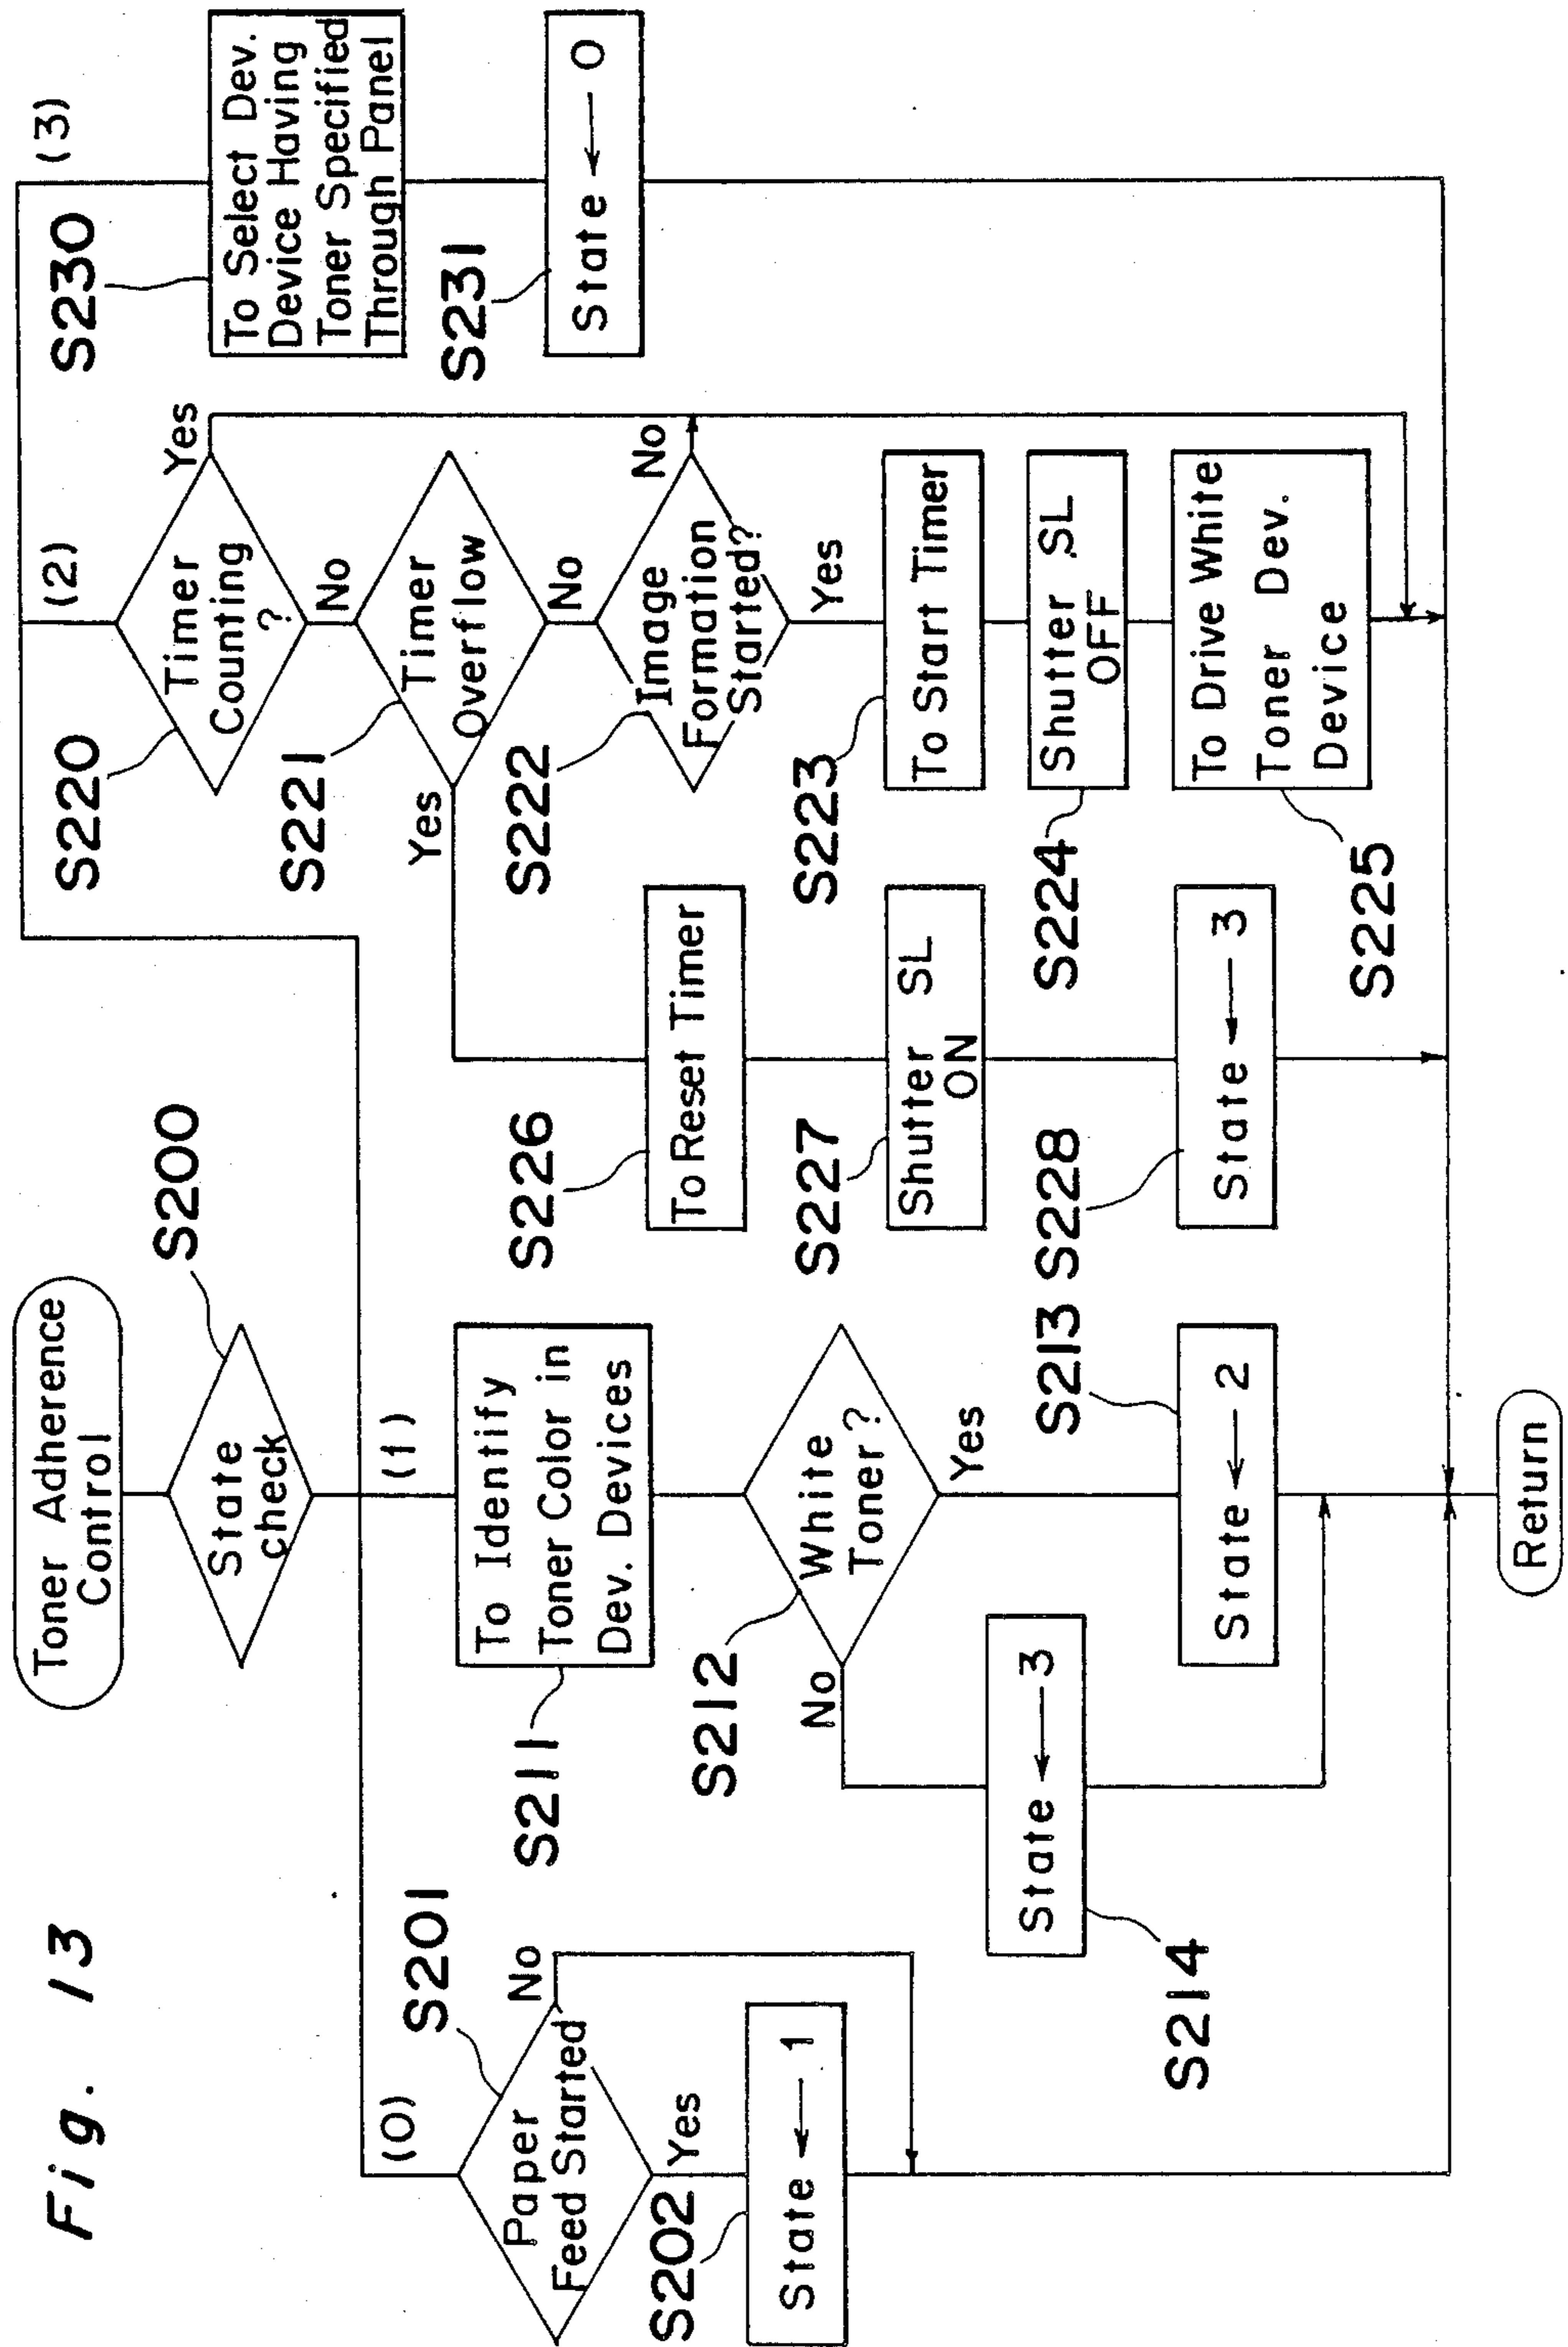 Fig. 13
Toner Adherence
Control
S200
State
check
(0)
S201
Paper
Feed Started
No
Yes
S202
State ← 1
(1)
S211
To Identify
Toner Color in
Dev. Devices
S212
White
Toner?
No
Yes
S214
State ← 3
S213
State ← 2
(2)
S220
Timer
Counting
?
Yes
No
S221
Timer
Overflow
Yes
No
S222
Image
Formation
Started?
No
Yes
S223
To Start Timer
S224
Shutter SL
OFF
S225
To Drive White
Toner Dev.
Device
S226
To Reset Timer
S227
Shutter SL
ON
S228
State ← 3
(3)
S230
To Select Dev.
Device Having
Toner Specified
Through Panel
S231
State ← 0
Return